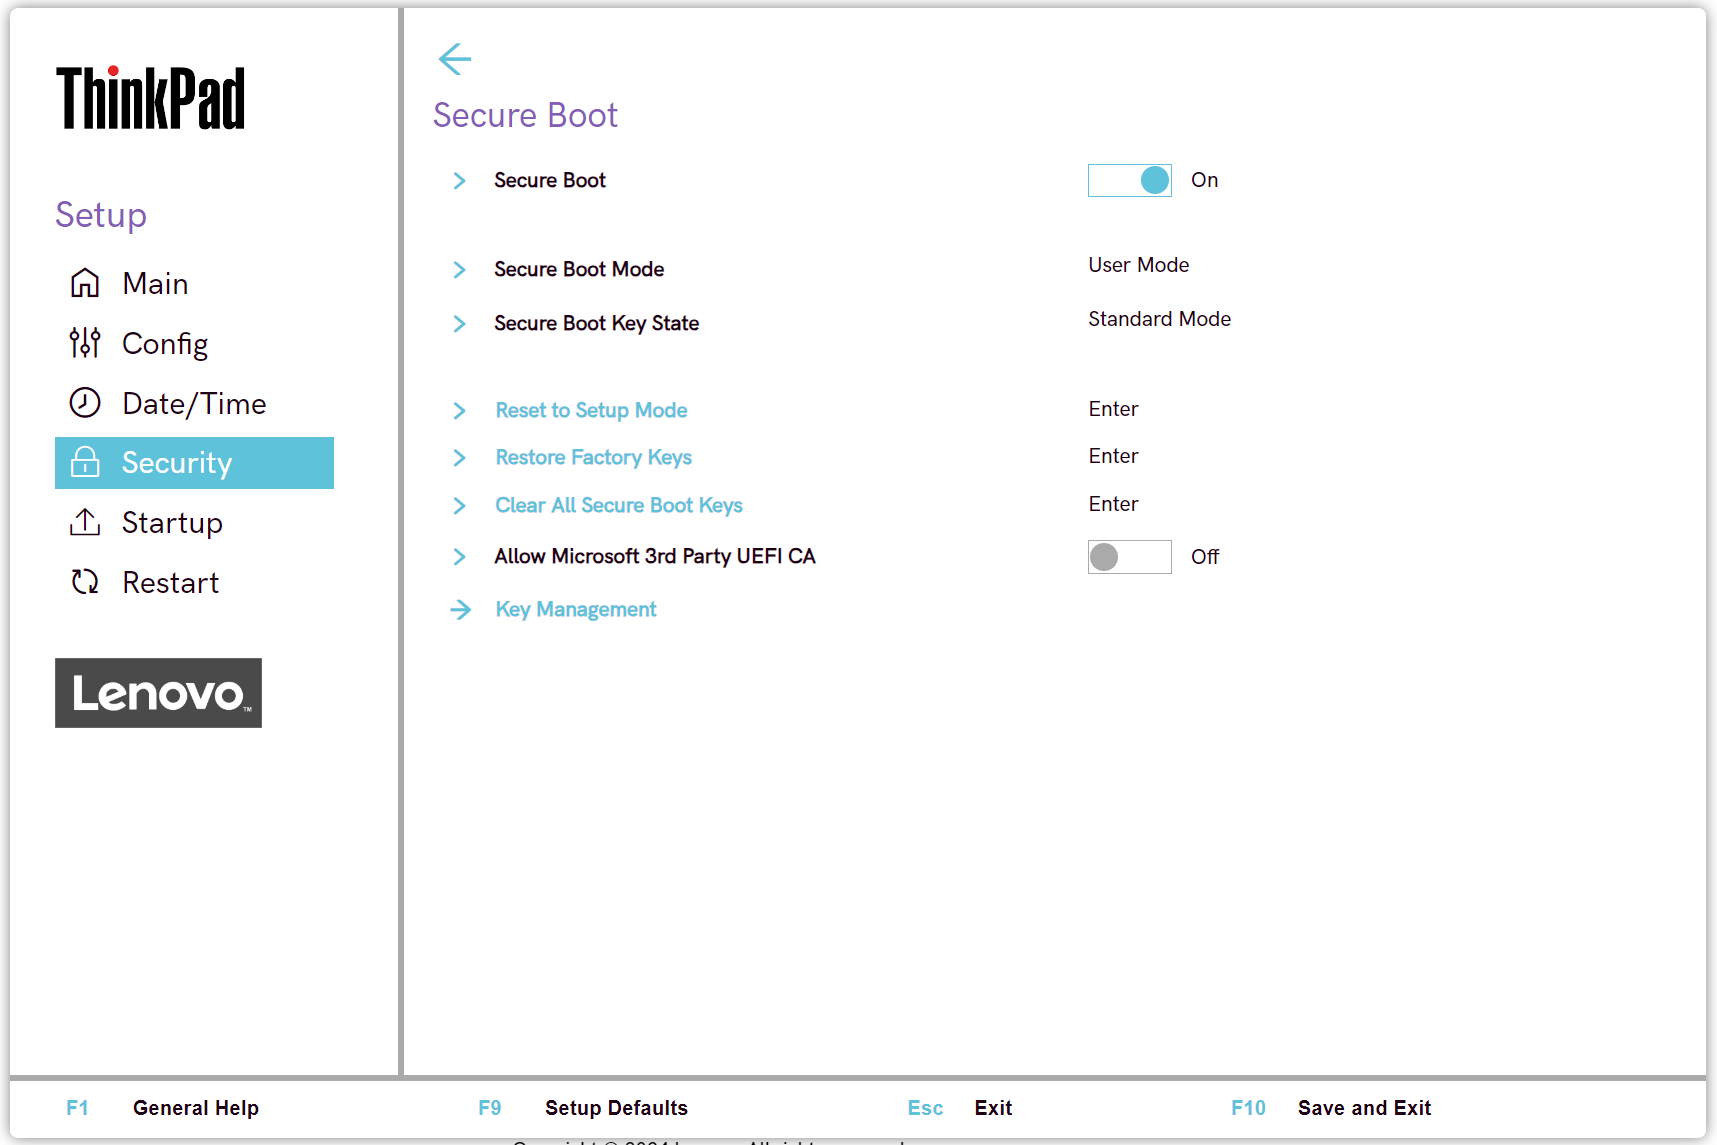 ThinkPad
Setup
Main
Config
Date/Time
Security
Startup
Restart
Lenovo™
Secure Boot
Secure Boot On
Secure Boot Mode User Mode
Secure Boot Key State Standard Mode
Reset to Setup Mode Enter
Restore Factory Keys Enter
Clear All Secure Boot Keys Enter
Allow Microsoft 3rd Party UEFI CA Off
Key Management
F1 General Help F9 Setup Defaults Esc Exit F10 Save and Exit